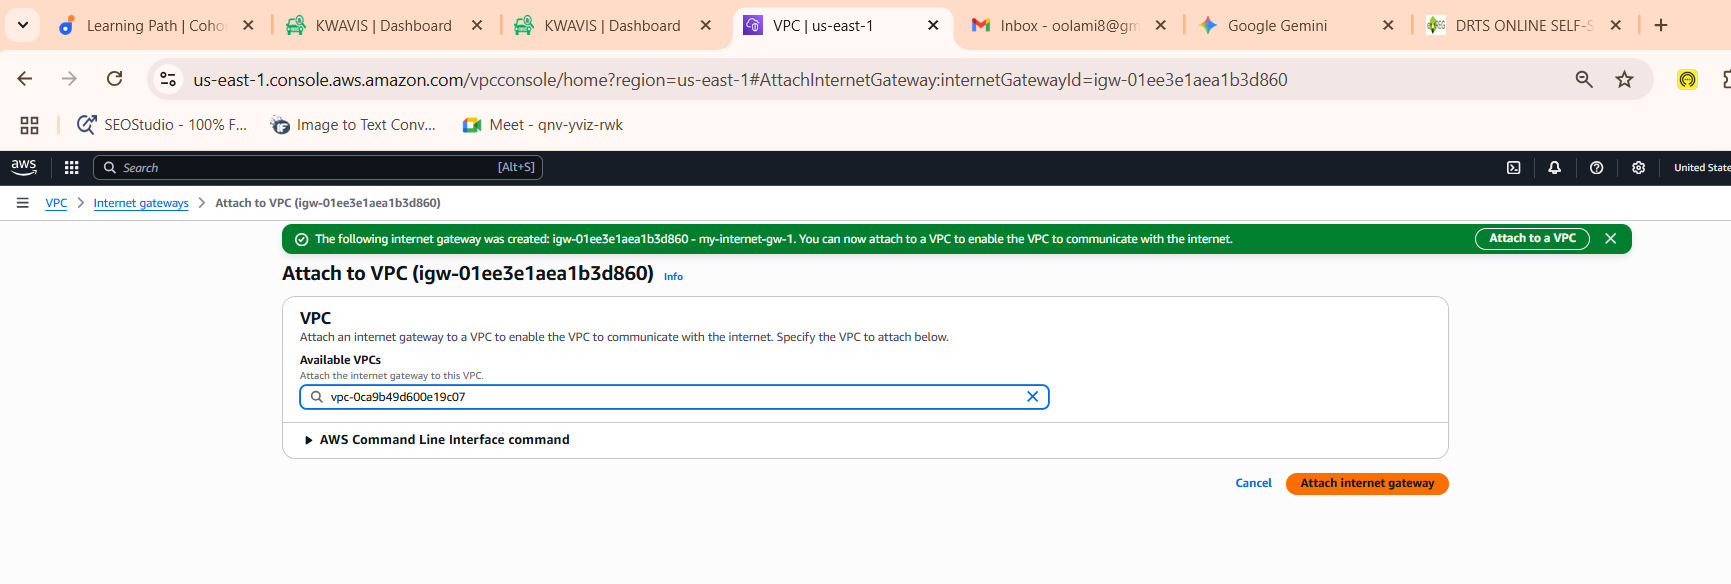 Learning Path | Coho
KWAVIS | Dashboard
KWAVIS | Dashboard
VPC | us-east-1
Inbox - oolami8@gm
Google Gemini
DRTS ONLINE SELF-S
us-east-1.console.aws.amazon.com/vpcconsole/home?region=us-east-1#AttachInternetGateway:internetGatewayId=igw-01ee3e1aea1b3d860
SEOStudio - 100% F...
Image to Text Conv...
Meet - qnv-yviz-rwk
aws
Search
[Alt+S]
United State
VPC > Internet gateways > Attach to VPC (igw-01ee3e1aea1b3d860)
The following internet gateway was created: igw-01ee3e1aea1b3d860 - my-internet-gw-1. You can now attach to a VPC to enable the VPC to communicate with the internet.
Attach to a VPC
Attach to VPC (igw-01ee3e1aea1b3d860) Info
VPC
Attach an internet gateway to a VPC to enable the VPC to communicate with the internet. Specify the VPC to attach below.
Available VPCs
Attach the internet gateway to this VPC.
vpc-0ca9b49d600e19c07
AWS Command Line Interface command
Cancel
Attach internet gateway